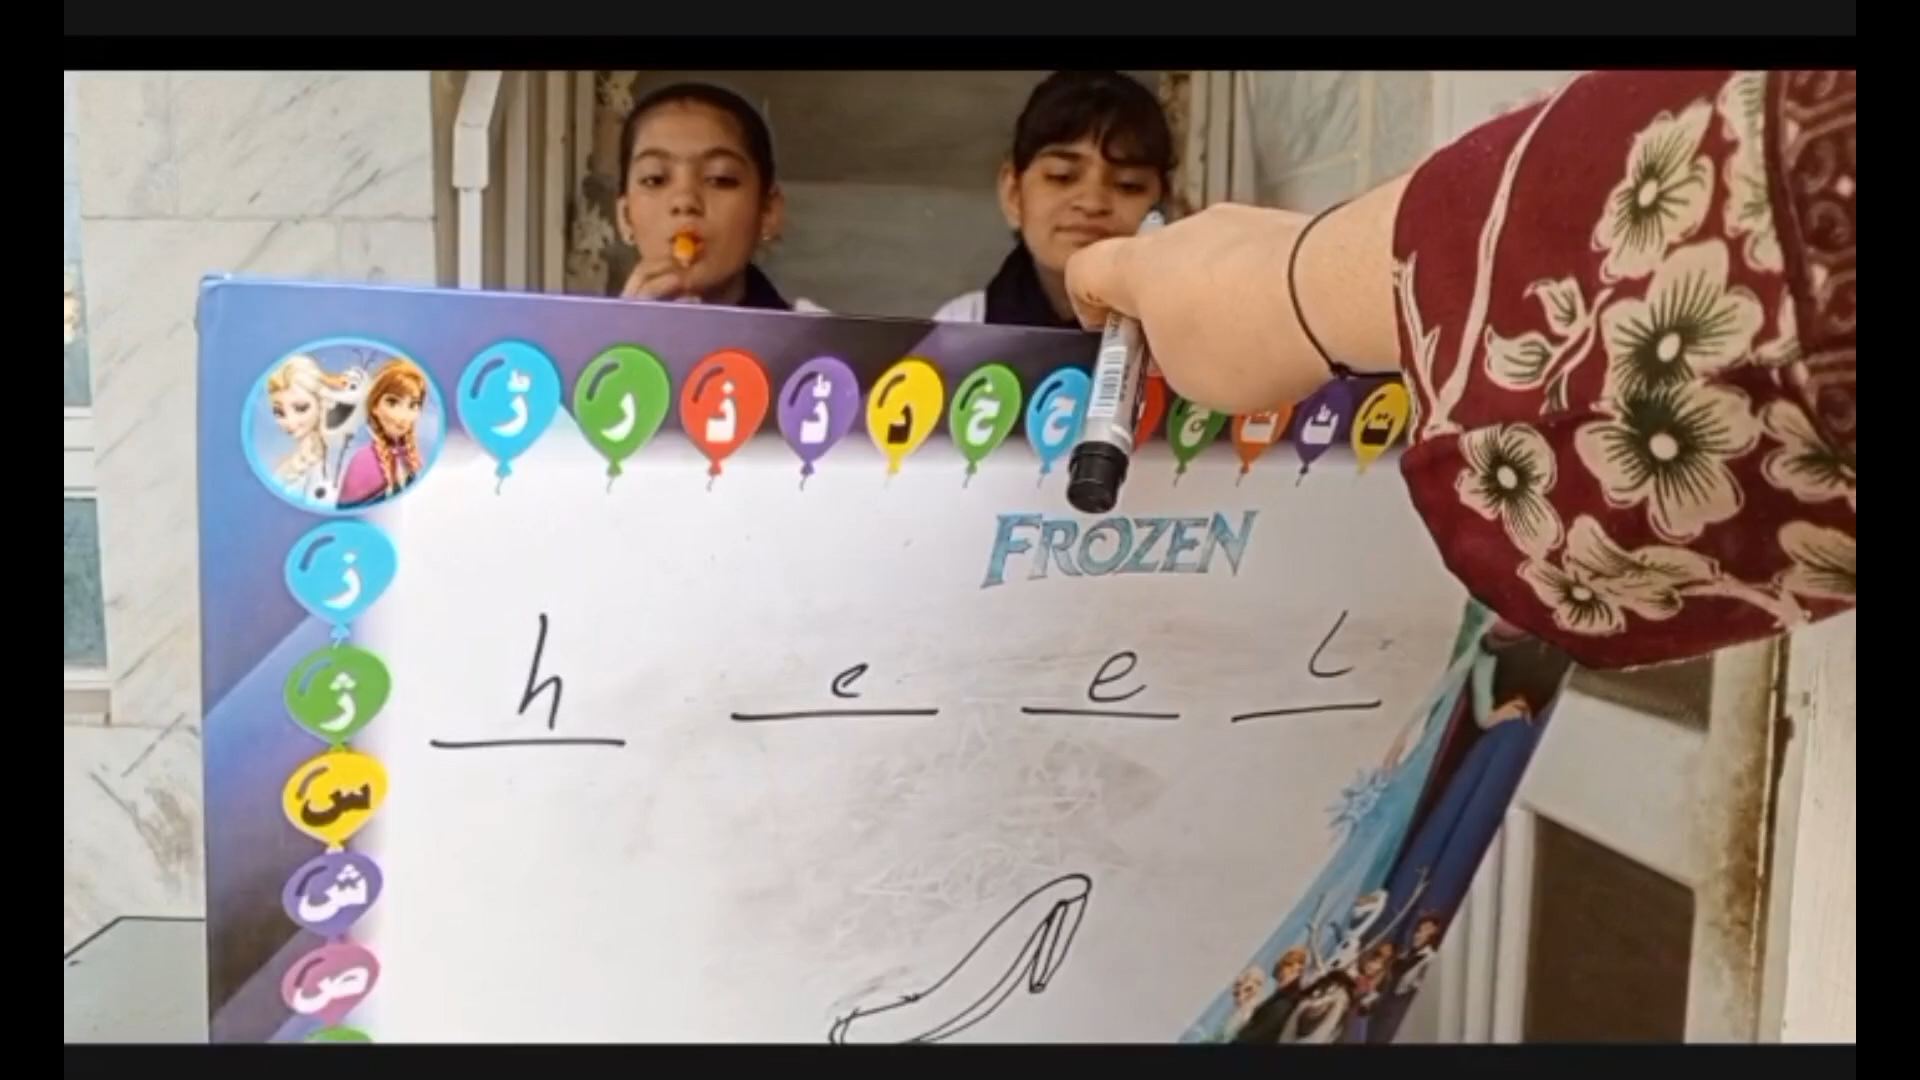 ڑ ر ذ ڈ د خ ح ج ث ٹ ت
FROZEN
h e e l
ز
ژ
س
ش
ص